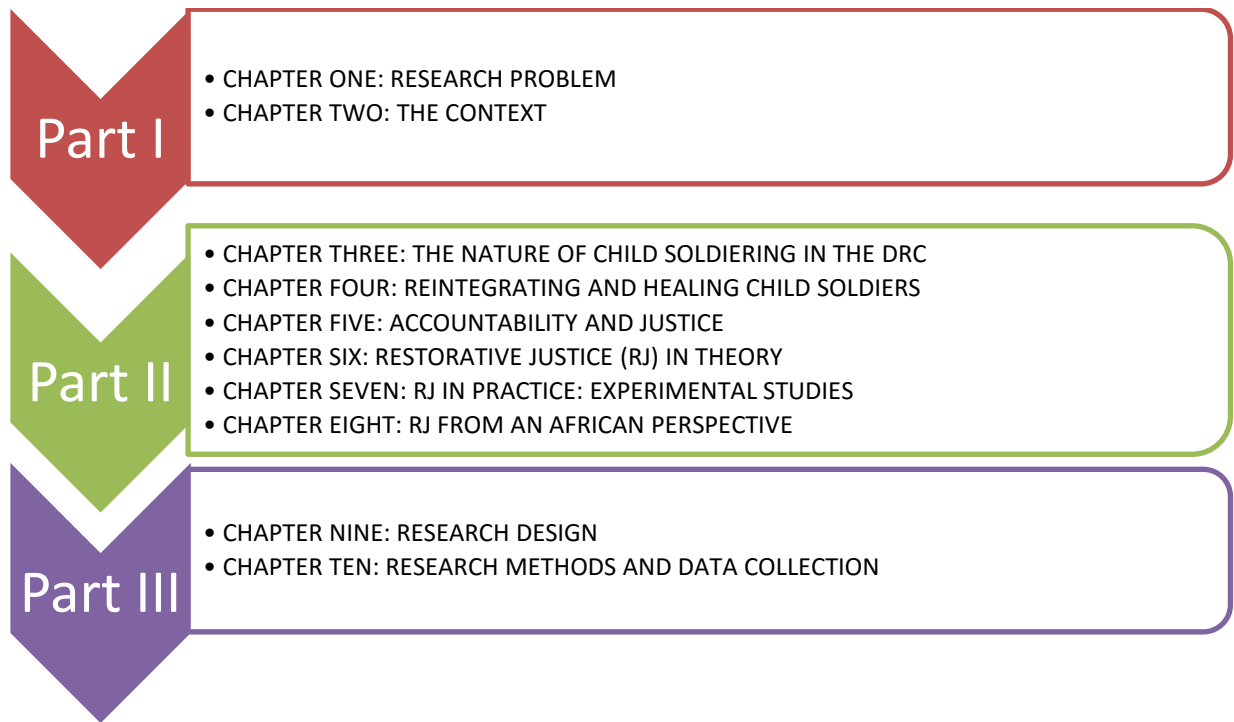 Part I
• CHAPTER ONE: RESEARCH PROBLEM
• CHAPTER TWO: THE CONTEXT
Part II
• CHAPTER THREE: THE NATURE OF CHILD SOLDIERING IN THE DRC
• CHAPTER FOUR: REINTEGRATING AND HEALING CHILD SOLDIERS
• CHAPTER FIVE: ACCOUNTABILITY AND JUSTICE
• CHAPTER SIX: RESTORATIVE JUSTICE (RJ) IN THEORY
• CHAPTER SEVEN: RJ IN PRACTICE: EXPERIMENTAL STUDIES
• CHAPTER EIGHT: RJ FROM AN AFRICAN PERSPECTIVE
Part III
• CHAPTER NINE: RESEARCH DESIGN
• CHAPTER TEN: RESEARCH METHODS AND DATA COLLECTION